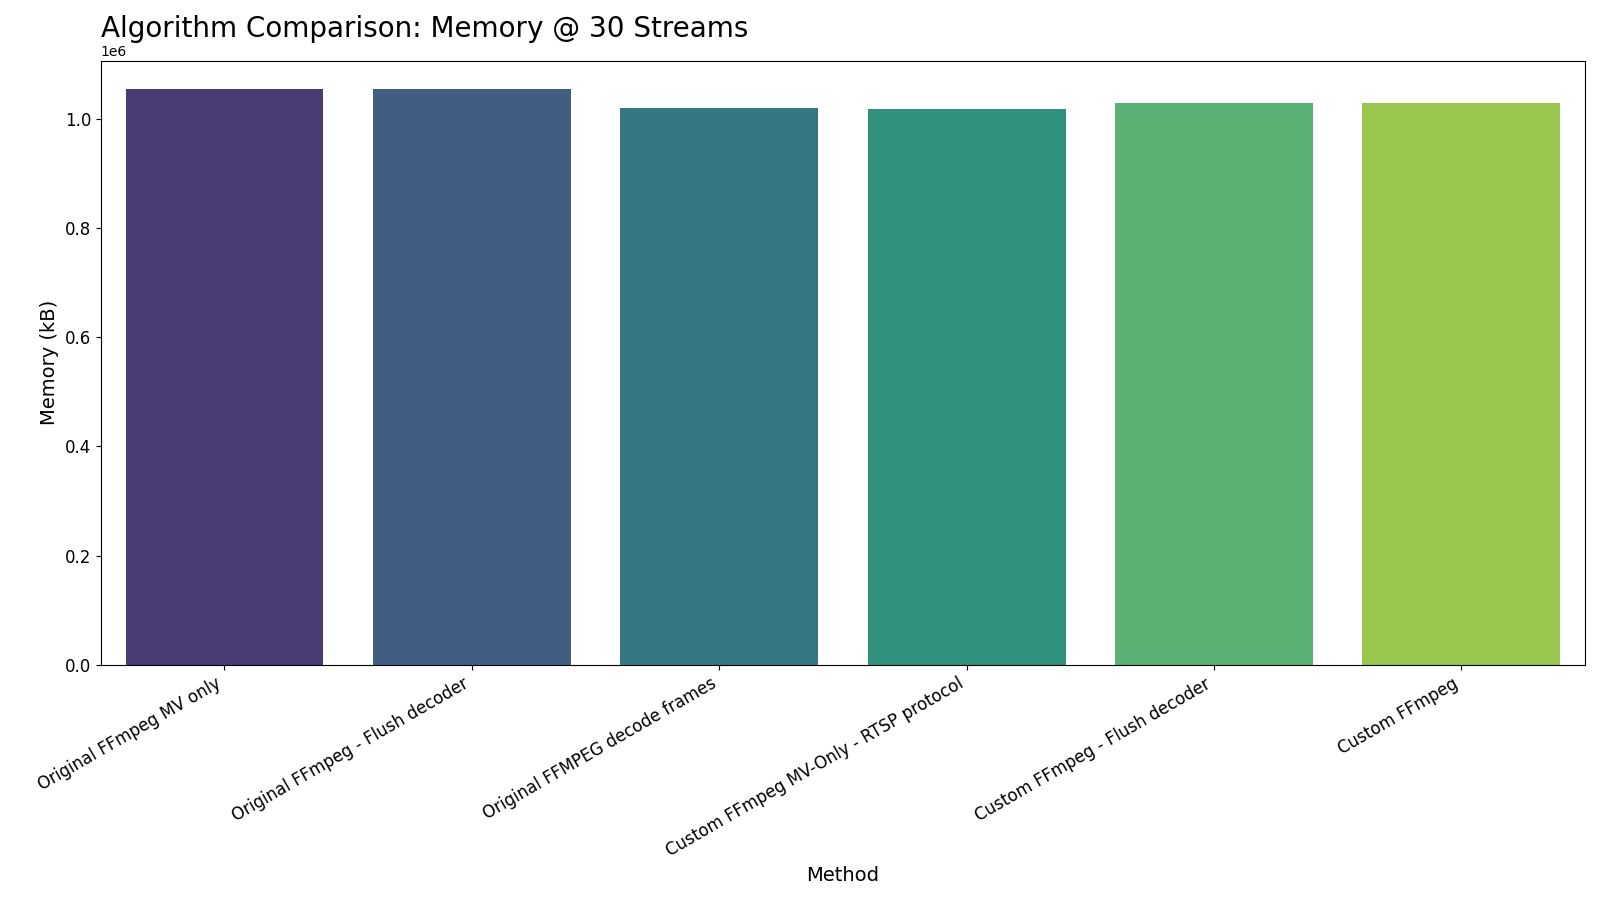 Algorithm Comparison: Memory @ 30 Streams
1e6
1.0
0.8
0.6
0.4
0.2
0.0
Memory (kB)
Original FFmpeg MV only
Original FFmpeg - Flush decoder
Original FFMPEG decode frames
Custom FFmpeg MV-Only - RTSP protocol
Custom FFmpeg - Flush decoder
Custom FFmpeg
Method